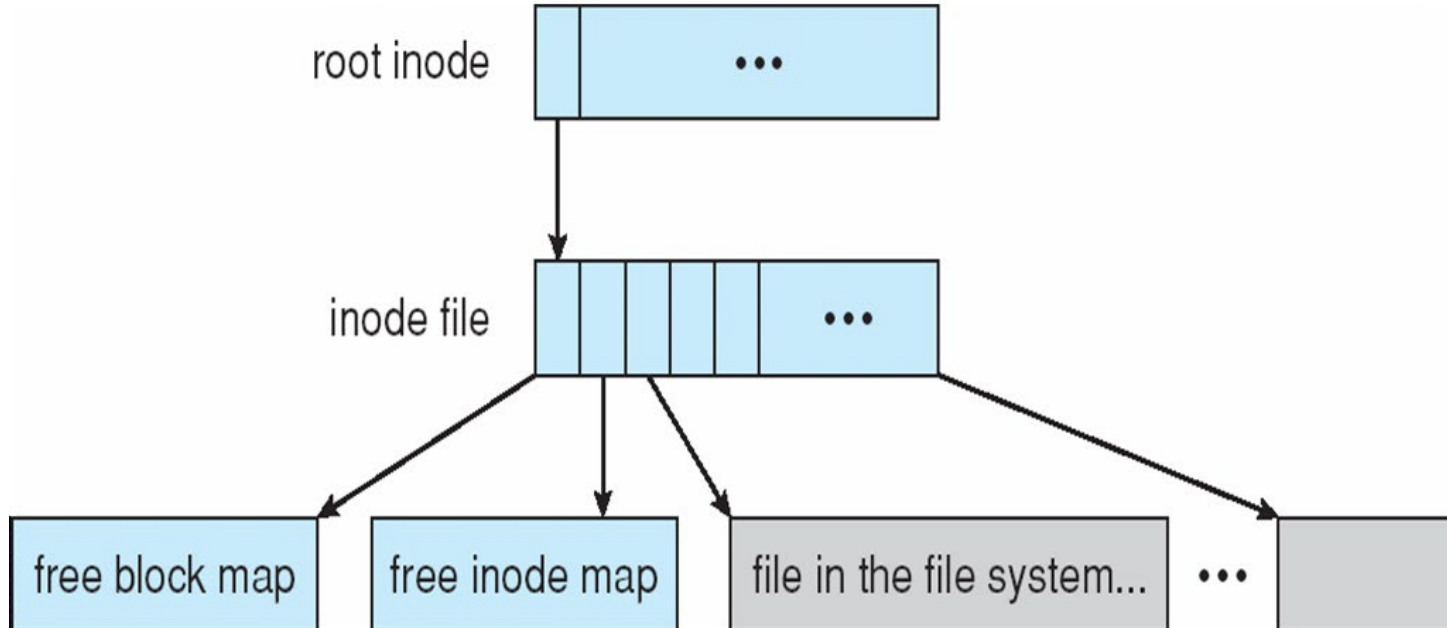 root inode
•••
inode file
•••
free block map
free inode map
file in the file system...
•••